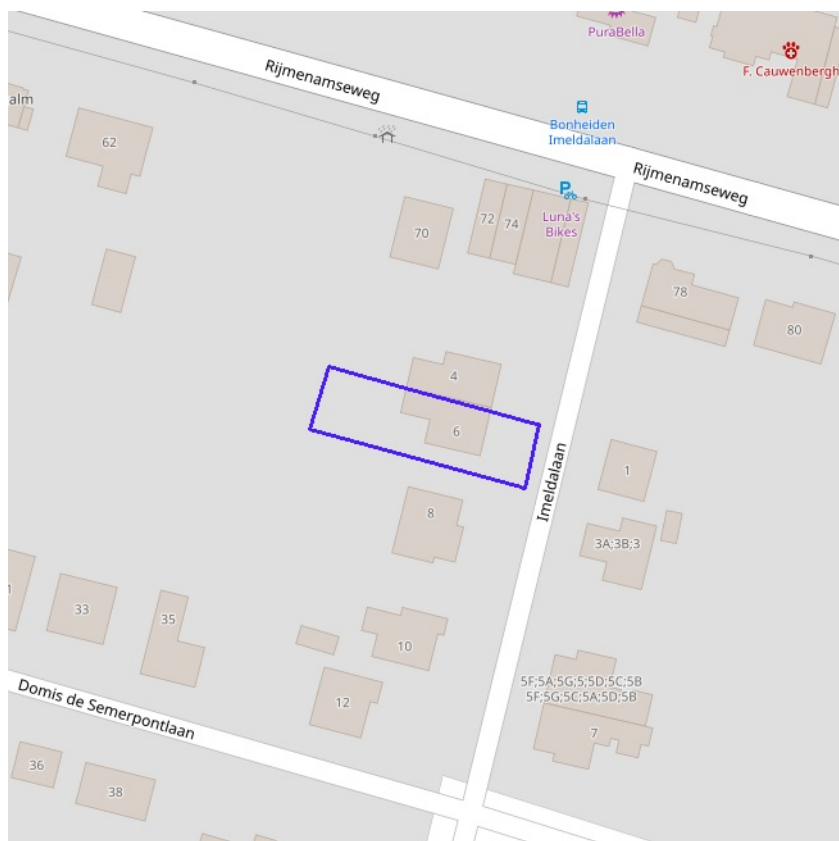 PuraBella
F. Cauwenbergh
Rijmenamseweg
Bonheiden
Imeldalaan
alm
62
Rijmenamseweg
P
72
74
Luna's
Bikes
70
78
80
4
6
Imeldalaan
1
8
3A;3B;3
33
35
10
5F;5A;5G;5;5D;5C;5B
5F;5G;5C;5A;5D;5B
Domis de Semerpontlaan
12
7
36
38